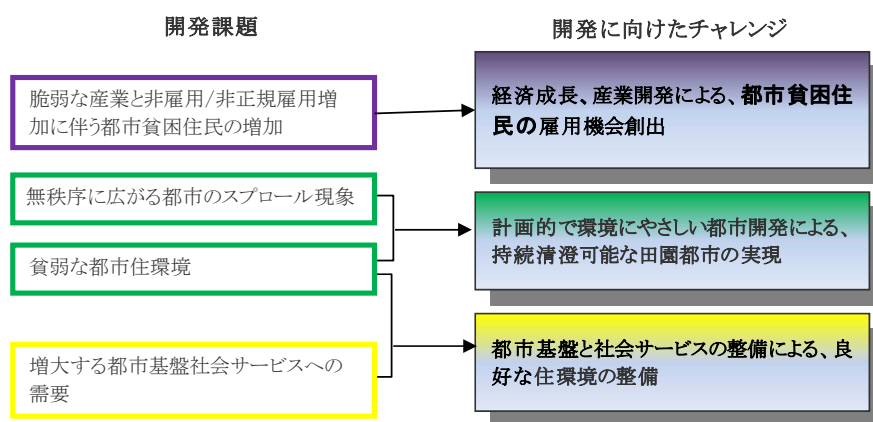 開発課題
脆弱な産業と非雇用/非正規雇用増
加に伴う都市貧困住民の増加
無秩序に広がる都市のスプロール現象
貧弱な都市住環境
増大する都市基盤社会サービスへの
需要
開発に向けたチャレンジ
経済成長、産業開発による、都市貧困住
民の雇用機会創出
計画的で環境にやさしい都市開発による、
持続清澄可能な田園都市の実現
都市基盤と社会サービスの整備による、良
好な住環境の整備